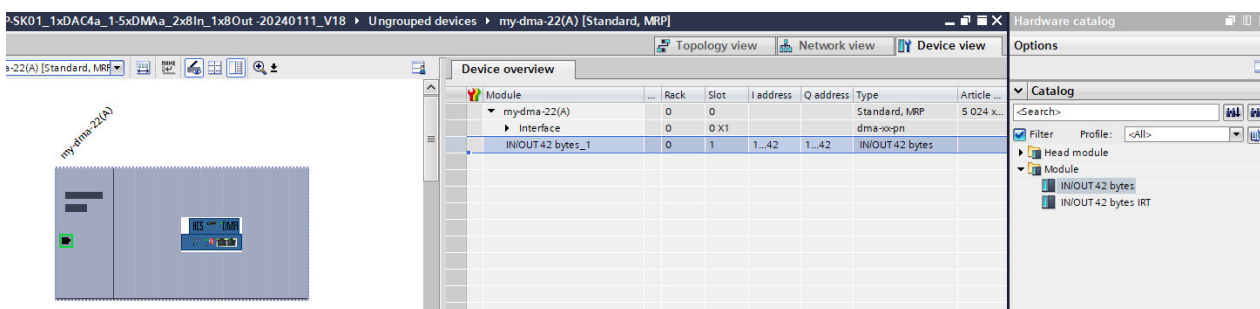 P-SK01_1xDAC4a_1-5xDMAa_2x8In_1x8Out -20240111_V18 ▸ Ungrouped devices ▸ my-dma-22(A) [Standard, MRP]
Hardware catalog
Topology view
Network view
Device view
Options
a-22(A) [Standard, MRP]
Device overview
Catalog
Module ... Rack Slot I address Q address Type Article ...
my-dma-22(A) 0 0 Standard, MRP 5 024 x...
Interface 0 0 X1 dma-xx-pn
IN/OUT 42 bytes_1 0 1 1...42 1...42 IN/OUT 42 bytes
<Search>
Filter Profile: <All>
Head module
Module
IN/OUT 42 bytes
IN/OUT 42 bytes IRT
my-dma-22(A)
DMA